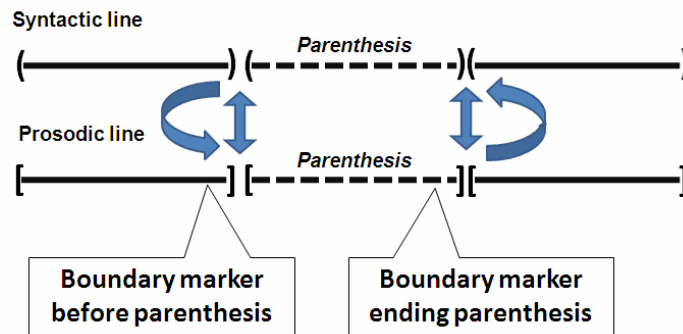 Syntactic line
( ) ( Parenthesis )( )
Prosodic line
[ ] [ Parenthesis ][ ]
Boundary marker
before parenthesis
Boundary marker
ending parenthesis